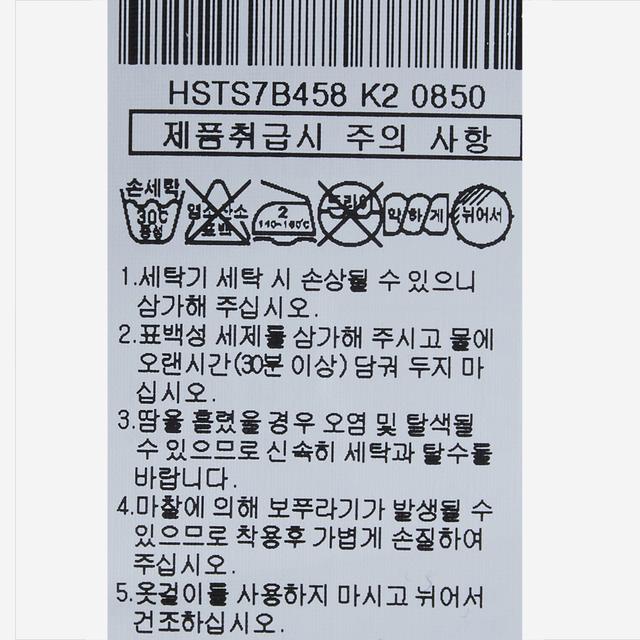 HSTS7B458 K2 0850
제품취급시 주의 사항
손세탁 30℃ 중성 염소산소 표백 2 140~160℃ 드라이 약하게 뉘어서
1.세탁기 세탁 시 손상될 수 있으니
삼가해 주십시오.
2.표백성 세제를 삼가해 주시고 물에
오랜시간(30분 이상) 담궈 두지 마
십시오.
3.땀을 흘렸을 경우 오염 및 탈색될
수 있으므로 신속히 세탁과 탈수를
바랍니다.
4.마찰에 의해 보푸라기가 발생될 수
있으므로 착용후 가볍게 손질하여
주십시오.
5.옷걸이를 사용하지 마시고 뉘어서
건조하십시오.